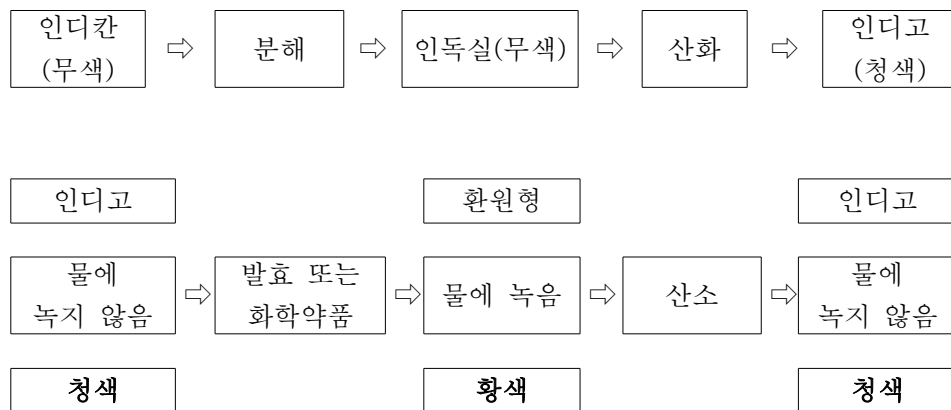 인디칸
(무색)
⇨
분해
⇨
인독실(무색)
⇨
산화
⇨
인디고
(청색)
인디고
환원형
인디고
물에
녹지 않음
⇨
발효 또는
화학약품
⇨
물에 녹음
⇨
산소
⇨
물에
녹지 않음
청색
황색
청색